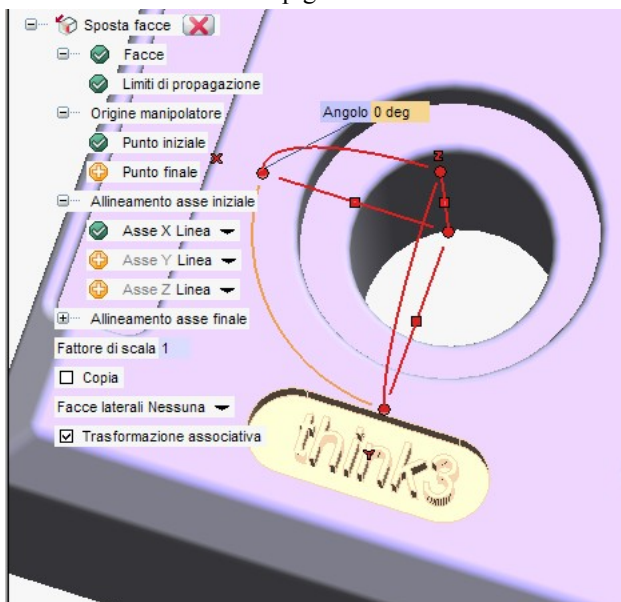 Sposta facce
Facce
Limiti di propagazione
Origine manipolatore
Angolo 0 deg
Punto iniziale
Punto finale
X
Z
Allineamento asse iniziale
Asse X Linea
Asse Y Linea
Asse Z Linea
Allineamento asse finale
Fattore di scala 1
Copia
Facce laterali Nessuna
Trasformazione associativa
think3
Y